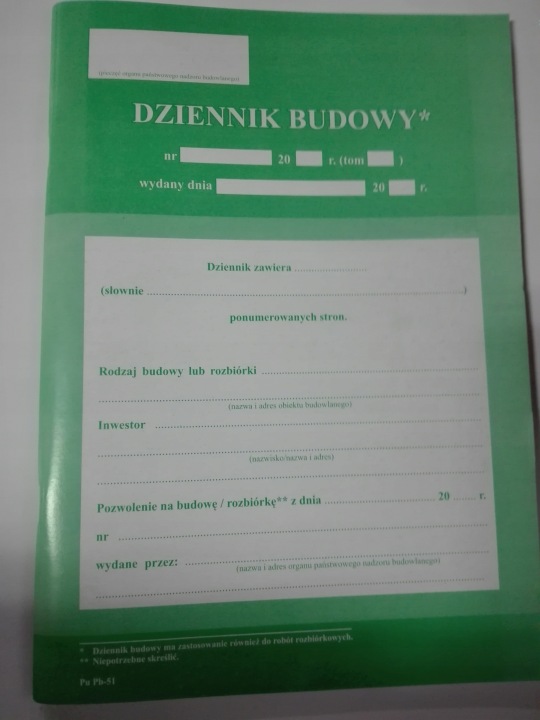 (pieczęć organu państwowego nadzoru budowlanego)
DZIENNIK BUDOWY*
nr 20 r. (tom )
wydany dnia 20 r.
Dziennik zawiera ........................
(słownie ................................................................................)
ponumerowanych stron.
Rodzaj budowy lub rozbiórki ........................................................
................................................................................
(nazwa i adres obiektu budowlanego)
Inwestor ................................................................................
................................................................................
(nazwisko/nazwa i adres)
................................................................................
Pozwolenie na budowę / rozbiórkę** z dnia ............................ 20 ...... r.
nr ................................................................................
wydane przez: ................................................................................
(nazwa i adres organu państwowego nadzoru budowlanego)
................................................................................
* Dziennik budowy ma zastosowanie również do robót rozbiórkowych.
** Niepotrzebne skreślić.
Pu Pb-51